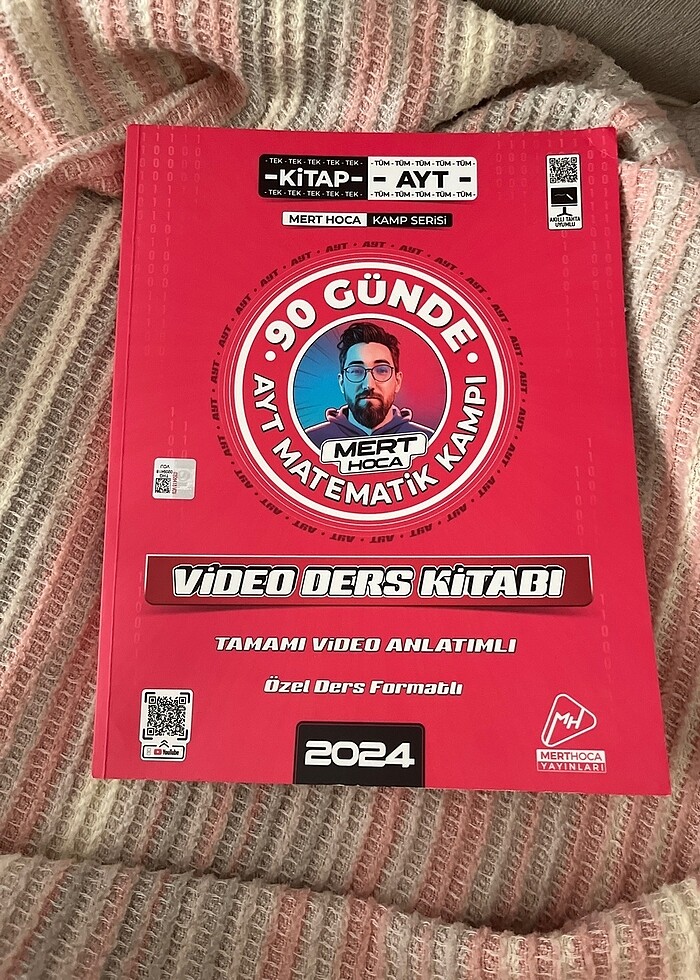 - TEK - TEK - TEK - TEK - TEK -
- TÜM - TÜM - TÜM - TÜM - TÜM -
-KİTAP-
- AYT -
- TEK - TEK - TEK - TEK - TEK -
- TÜM - TÜM - TÜM - TÜM - TÜM -
MERT HOCA KAMP SERİSİ
AKILLI TAHTA
UYUMLU
90 GÜNDE
AYT MATEMATİK KAMPI
MERT
HOCA
VİDEO DERS KİTABI
TAMAMI VİDEO ANLATIMLI
Özel Ders Formatlı
YouTube
2024
MH
MERTHOCA
YAYINLARI